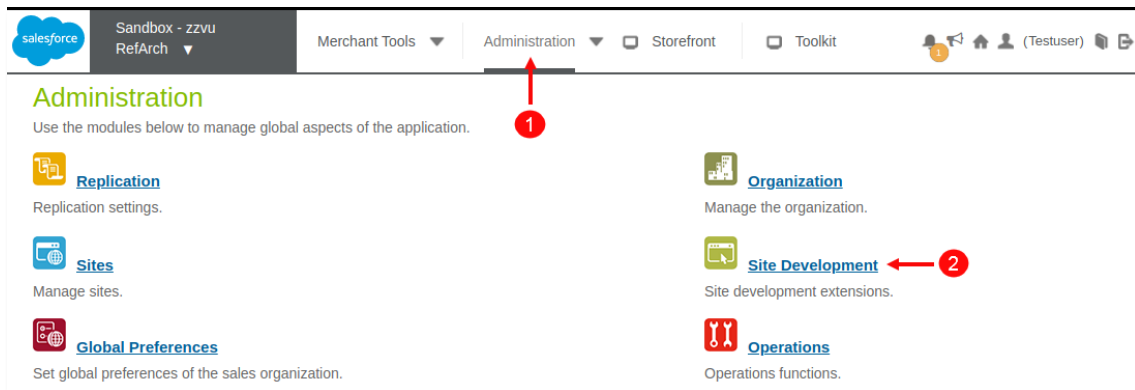 salesforce
Sandbox - zzvu
RefArch
Merchant Tools
Administration
Storefront
Toolkit
1
(Testuser)
1
Administration
Use the modules below to manage global aspects of the application.
Replication
Replication settings.
Organization
Manage the organization.
Sites
Manage sites.
Site Development
2
Site development extensions.
Global Preferences
Set global preferences of the sales organization.
Operations
Operations functions.